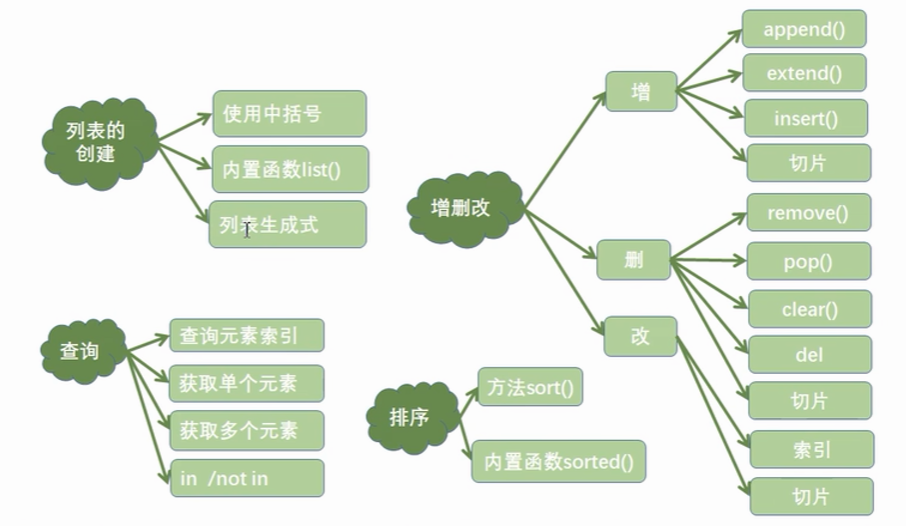 列表的
创建
使用中括号
内置函数list()
列表生成式
查询
查询元素索引
获取单个元素
获取多个元素
in /not in
增删改
增
append()
extend()
insert()
切片
删
remove()
pop()
clear()
del
切片
改
索引
切片
排序
方法sort()
内置函数sorted()